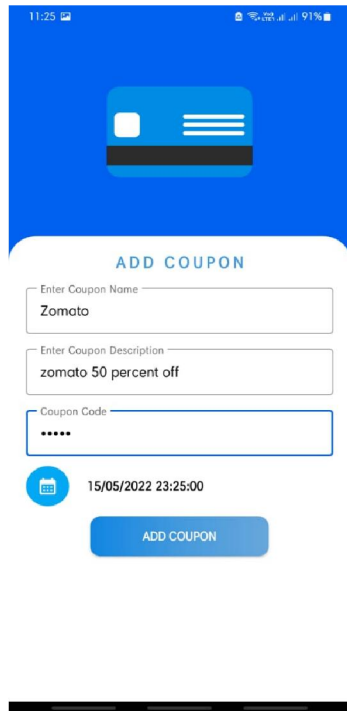 11:25 91%
ADD COUPON
Enter Coupon Name
Zomato
Enter Coupon Description
zomato 50 percent off
Coupon Code
•••••
15/05/2022 23:25:00
ADD COUPON